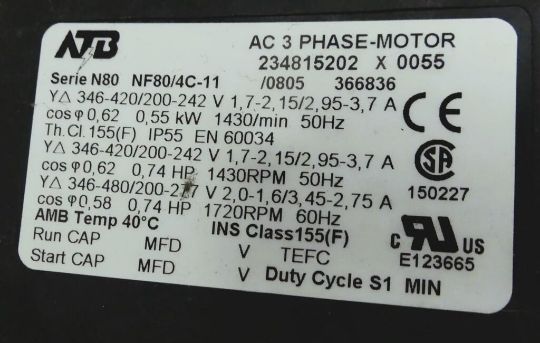 ATB
AC 3 PHASE-MOTOR
234815202 X 0055
Serie N80 NF80/4C-11 /0805 366836
Y△ 346-420/200-242 V 1,7-2,15/2,95-3,7 A
cos φ 0,62 0,55 kW 1430/min 50Hz
Th.Cl.155(F) IP55 EN 60034
Y△ 346-420/200-242 V 1,7-2,15/2,95-3,7 A
cos φ 0,62 0,74 HP 1430RPM 50Hz
Y△ 346-480/200-277 V 2,0-1,6/3,45-2,75 A
cos φ 0.58 0,74 HP 1720RPM 60Hz
AMB Temp 40°C INS Class155(F)
Run CAP MFD V TEFC
Start CAP MFD V Duty Cycle S1 MIN
CE
SA
150227
c RU US
E123665